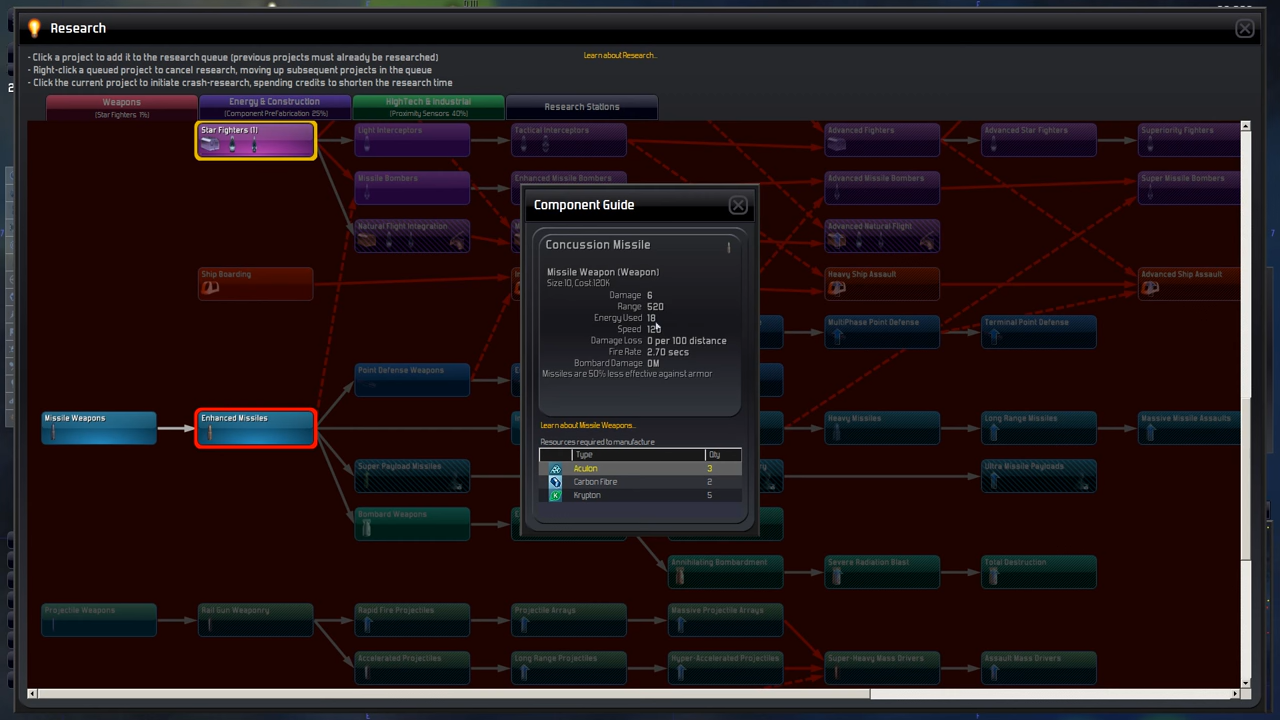 Research
- Click a project to add it to the research queue (previous projects must already be researched)
- Right-click a queued project to cancel research, moving up subsequent projects in the queue
- Click the current project to initiate crash-research, spending credits to shorten the research time
Learn about Research...
Weapons
(Star Fighters 1%)
Energy & Construction
(Component PreFabrication 25%)
HighTech & Industrial
(Proximity Sensors 40%)
Research Stations
Star Fighters (1)
Light Interceptors
Tactical Interceptors
Advanced Fighters
Advanced Star Fighters
Superiority Fighters
Missile Bombers
Enhanced Missile Bombers
Advanced Missile Bombers
Super Missile Bombers
Natural Flight Integration
Advanced Natural Flight
Ship Boarding
Heavy Ship Assault
Advanced Ship Assault
MultiPhase Point Defense
Terminal Point Defense
Point Defense Weapons
Missile Weapons
Enhanced Missiles
Heavy Missiles
Long Range Missiles
Massive Missile Assaults
Super Payload Missiles
Ultra Missile Payloads
Bombard Weapons
Annihilating Bombardment
Severe Radiation Blast
Total Destruction
Projectile Weapons
Rail Gun Weaponry
Rapid Fire Projectiles
Projectile Arrays
Massive Projectile Arrays
Accelerated Projectiles
Long Range Projectiles
Hyper-Accelerated Projectiles
Super-Heavy Mass Drivers
Assault Mass Drivers
Component Guide
Concussion Missile
Missile Weapon (Weapon)
Size 10, Cost 120K
Damage 6
Range 520
Energy Used 18
Speed
Damage Loss 0 per 100 distance
Fire Rate 2.70 secs
Bombard Damage 0M
Missiles are 50% less effective against armor
Learn about Missile Weapons...
Resources required to manufacture
Type Qty
Aculon 3
Carbon Fibre 2
Krypton 5